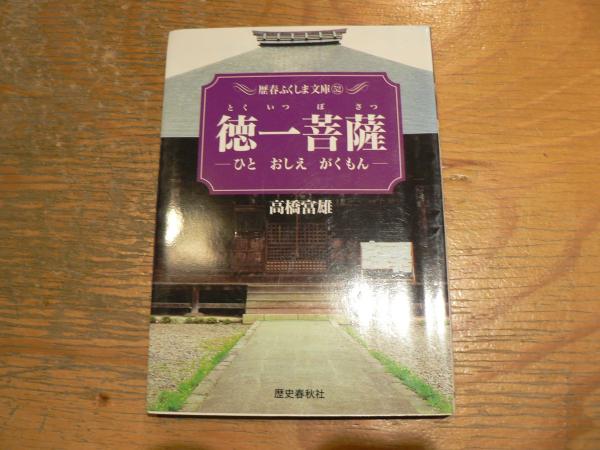 歴春ふくしま文庫52
とく いつ ぼ さつ
徳一菩薩
―ひと おしえ がくもん―
高橋富雄
歴史春秋社